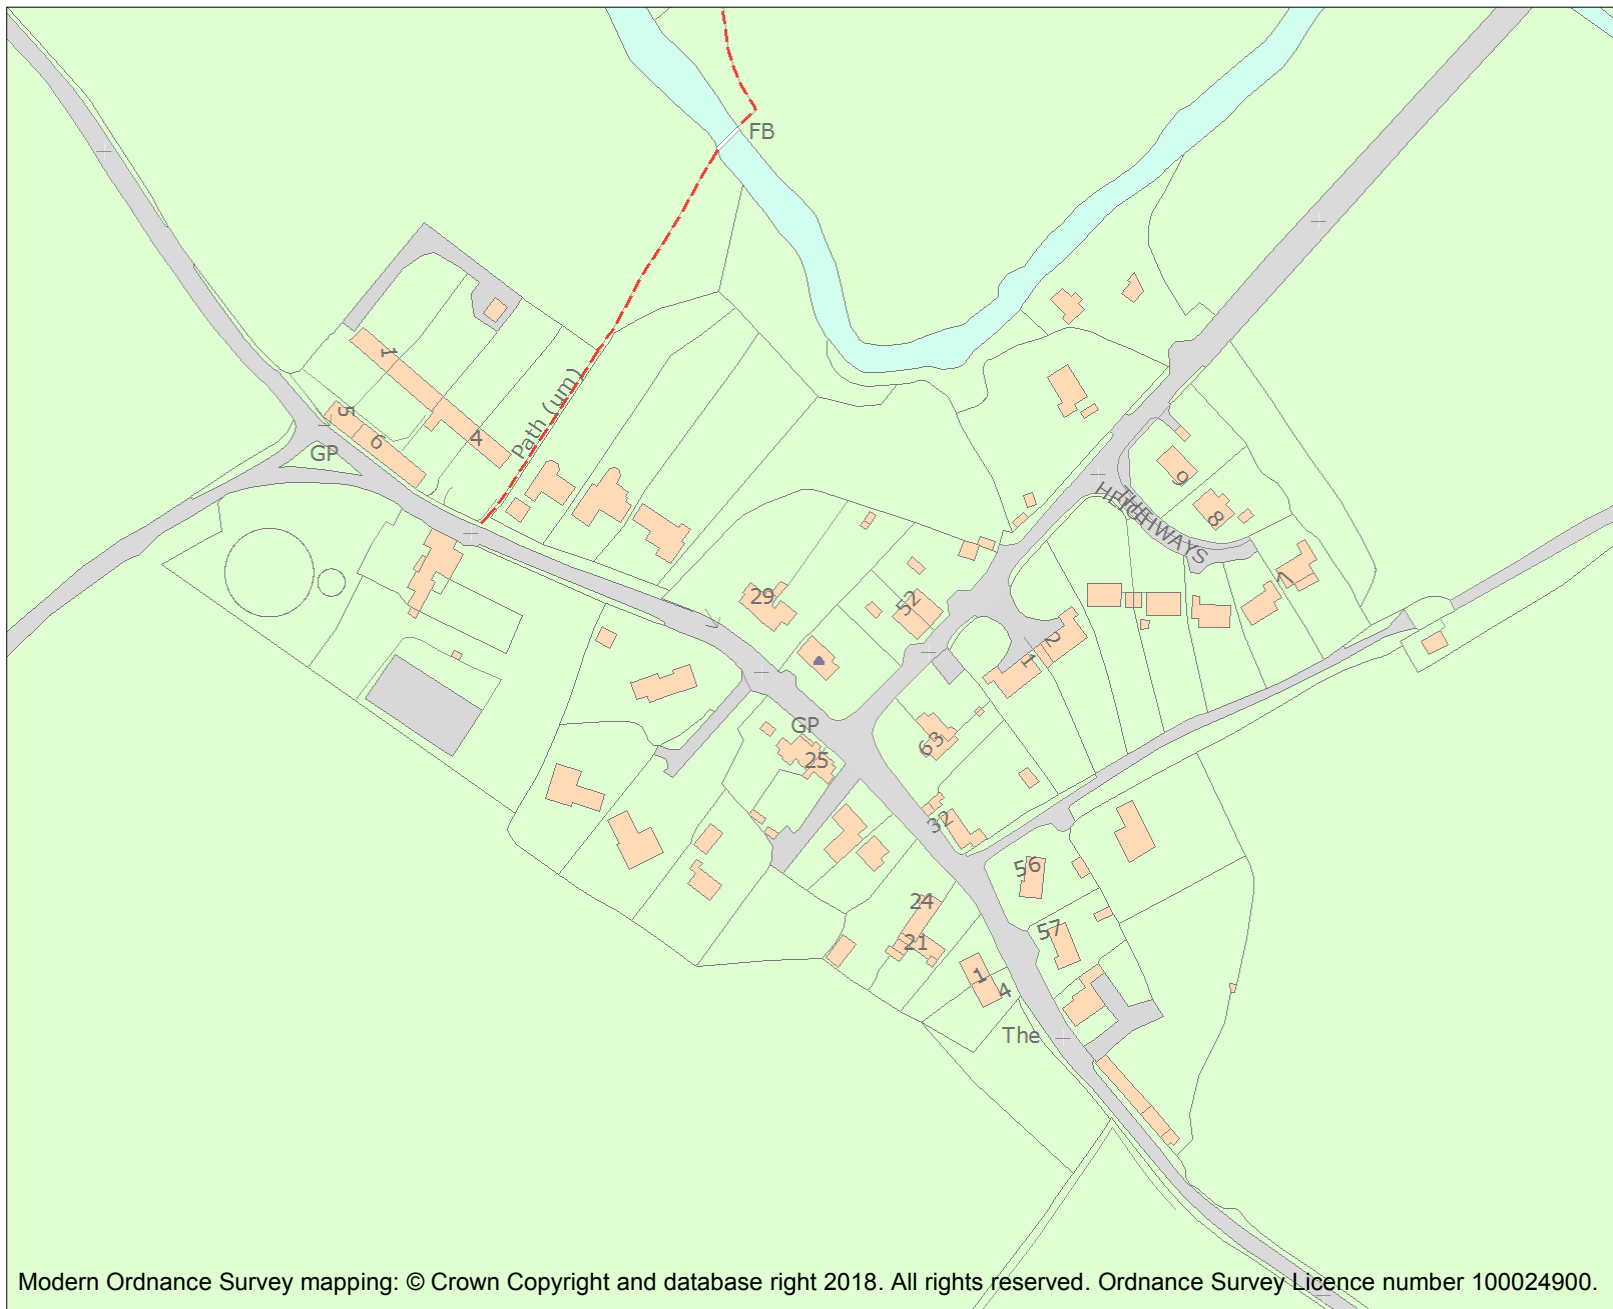 FB
1
5
6
4
Path (um)
GP
9
8
HEIGHWAYS
7
29
52
2
1
GP
25
63
32
56
24
57
21
1
4
The
Modern Ordnance Survey mapping: © Crown Copyright and database right 2018. All rights reserved. Ordnance Survey Licence number 100024900.